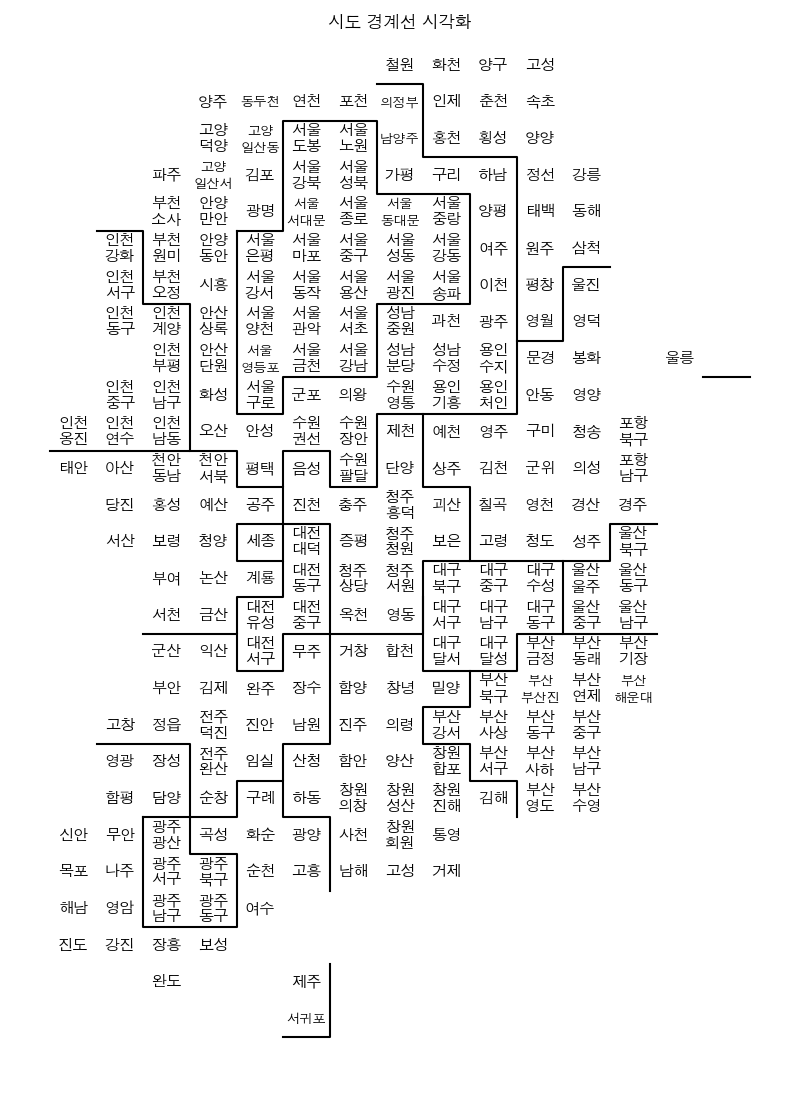 시도 경계선 시각화
철원 화천 양구 고성
양주 동두천 연천 포천 의정부 인제 춘천 속초
고양 고양 서울 서울
덕양 일산동 도봉 노원 남양주 홍천 횡성 양양
고양 서울 서울
파주 일산서 김포 강북 성북 가평 구리 하남 정선 강릉
부천 안양 서울 서울 서울 서울
소사 만안 광명 서대문 종로 동대문 중랑 양평 태백 동해
인천 부천 안양 서울 서울 서울 서울 서울
강화 원미 동안 은평 마포 중구 성동 강동 여주 원주 삼척
인천 부천 서울 서울 서울 서울 서울
서구 오정 시흥 강서 동작 용산 광진 송파 이천 평창 울진
인천 인천 안산 서울 서울 서울 성남
동구 계양 상록 양천 관악 서초 중원 과천 광주 영월 영덕
인천 안산 서울 서울 서울 성남 성남 용인
부평 단원 영등포 금천 강남 분당 수정 수지 문경 봉화 울릉
인천 인천 서울 수원 용인 용인
중구 남구 화성 구로 군포 의왕 영통 기흥 처인 안동 영양
인천 인천 인천 수원 수원 포항
옹진 연수 남동 오산 안성 권선 장안 제천 예천 영주 구미 청송 북구
천안 천안 수원 포항
태안 아산 동남 서북 평택 음성 팔달 단양 상주 김천 군위 의성 남구
청주
당진 홍성 예산 공주 진천 충주 흥덕 괴산 칠곡 영천 경산 경주
대전 청주 울산
서산 보령 청양 세종 대덕 증평 청원 보은 고령 청도 성주 북구
대전 청주 청주 대구 대구 대구 울산 울산
부여 논산 계룡 동구 상당 서원 북구 중구 수성 울주 동구
대전 대전 대구 대구 대구 울산 울산
서천 금산 유성 중구 옥천 영동 서구 남구 동구 중구 남구
대전 대구 대구 부산 부산 부산
군산 익산 서구 무주 거창 합천 달서 달성 금정 동래 기장
부산 부산 부산 부산
부안 김제 완주 장수 함양 창녕 밀양 북구 부산진 연제 해운대
전주 부산 부산 부산 부산
고창 정읍 덕진 진안 남원 진주 의령 강서 사상 동구 중구
전주 창원 부산 부산 부산
영광 장성 완산 임실 산청 함안 양산 합포 서구 사하 남구
창원 창원 창원 부산 부산
함평 담양 순창 구례 하동 의창 성산 진해 김해 영도 수영
광주 창원
신안 무안 광산 곡성 화순 광양 사천 회원 통영
광주 광주
목포 나주 서구 북구 순천 고흥 남해 고성 거제
광주 광주
해남 영암 남구 동구 여수
진도 강진 장흥 보성
완도 제주
서귀포